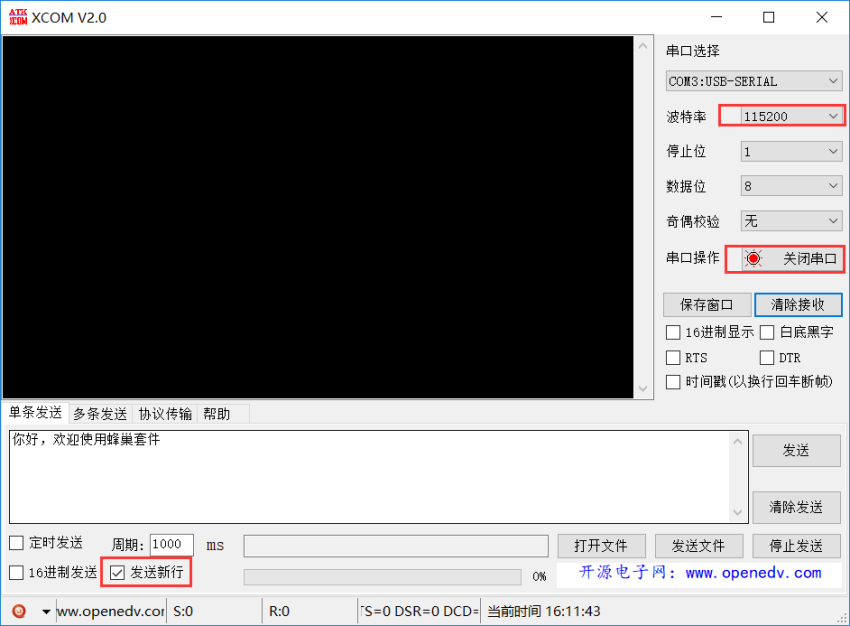 ATK XCOM XCOM V2.0
串口选择
COM3:USB-SERIAL
波特率 115200
停止位 1
数据位 8
奇偶校验 无
串口操作 关闭串口
保存窗口 清除接收
16进制显示 白底黑字
RTS DTR
时间戳(以换行回车断帧)
单条发送 多条发送 协议传输 帮助
你好，欢迎使用蜂巢套件
发送
清除发送
定时发送 周期: 1000 ms 打开文件 发送文件 停止发送
16进制发送 发送新行 0% 开源电子网：www.openedv.com
ww.openedv.cor S:0 R:0 TS=0 DSR=0 DCD= 当前时间 16:11:43